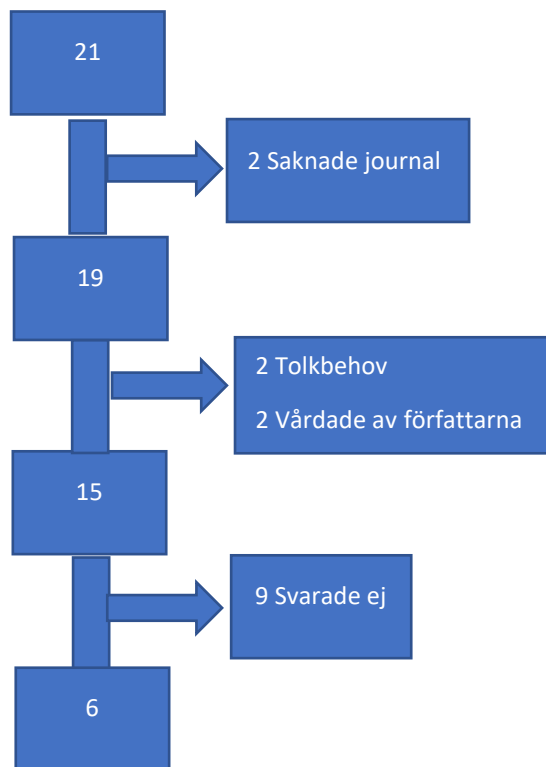 21
2 Saknade journal
19
2 Tolkbehov
2 Vårdade av författarna
15
9 Svarade ej
6